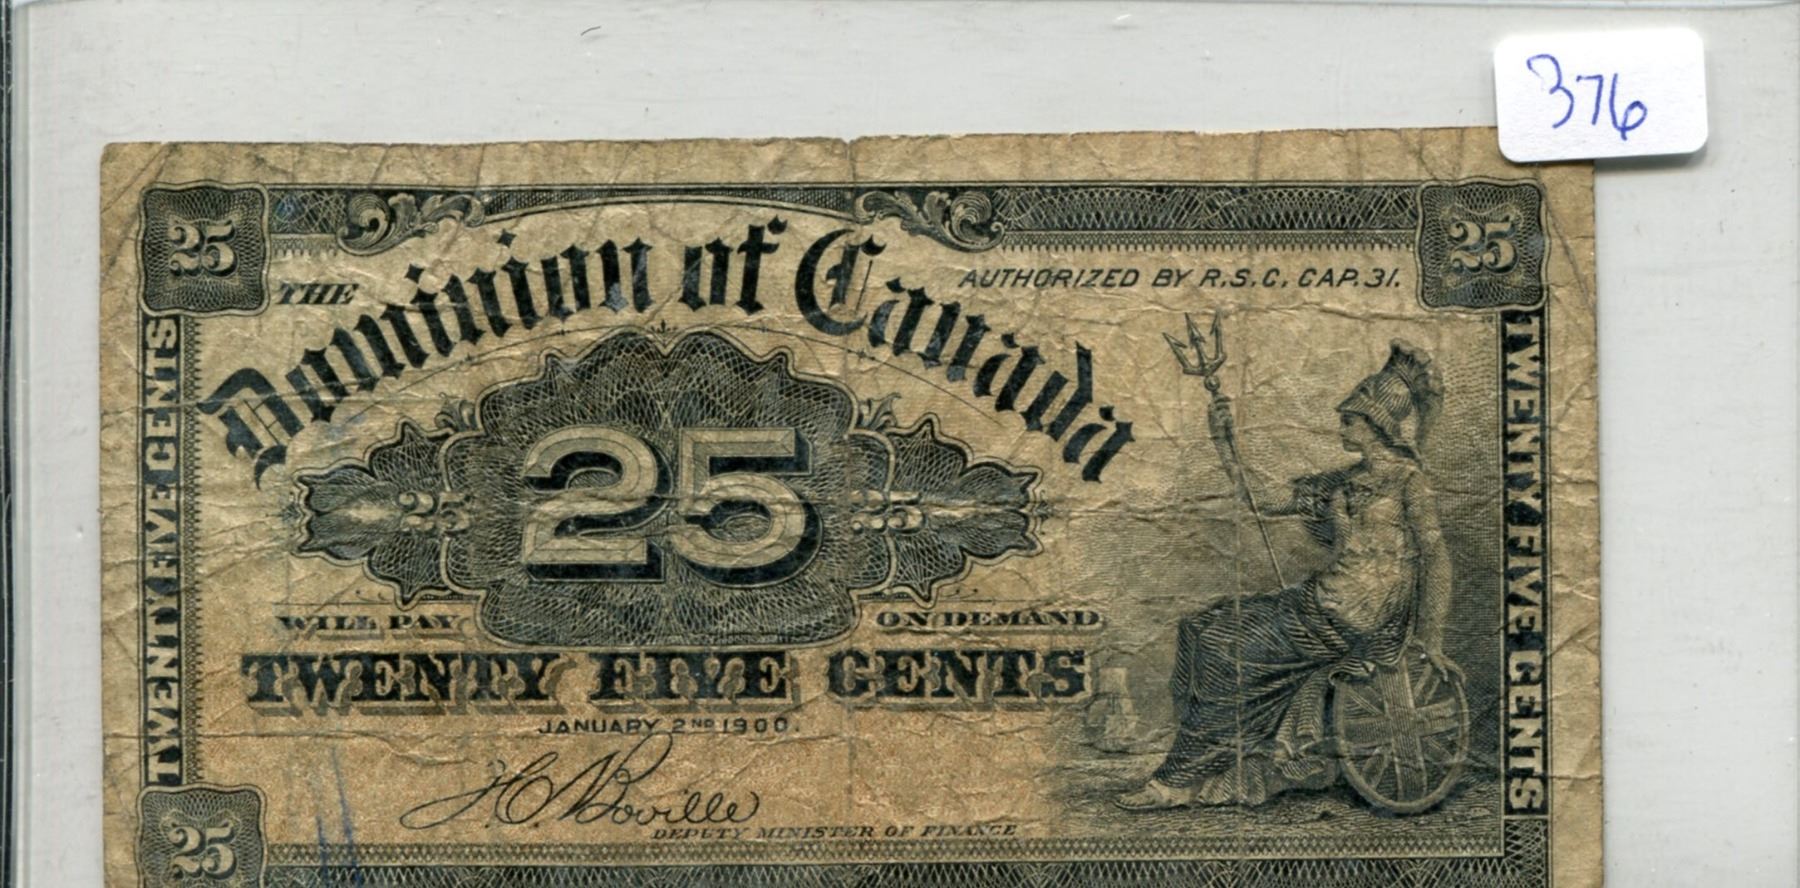 376
25
25
THE
Dominion of Canada
AUTHORIZED BY R.S.C. CAP. 31.
TWENTY FIVE CENTS
TWENTY FIVE CENTS
25
25
25
WILL PAY
ON DEMAND
TWENTY FIVE CENTS
JANUARY 2ND 1900.
H.C. Boville
DEPUTY MINISTER OF FINANCE
25